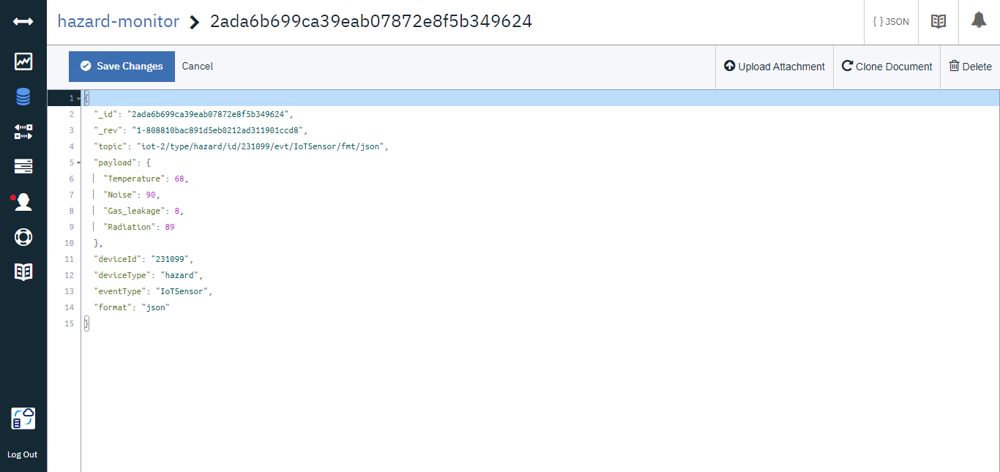 hazard-monitor > 2ada6b699ca39eab07872e8f5b349624
{ } JSON
Save Changes
Cancel
Upload Attachment
Clone Document
Delete
1 {
2 "_id": "2ada6b699ca39eab07872e8f5b349624",
3 "_rev": "1-808810bac891d5eb0212ad311901ccd8",
4 "topic": "iot-2/type/hazard/id/231099/evt/IoTSensor/fmt/json",
5 "payload": {
6 "Temperature": 68,
7 "Noise": 90,
8 "Gas_leakage": 8,
9 "Radiation": 89
10 },
11 "deviceId": "231099",
12 "deviceType": "hazard",
13 "eventType": "IoTSensor",
14 "format": "json"
15 }
Log Out